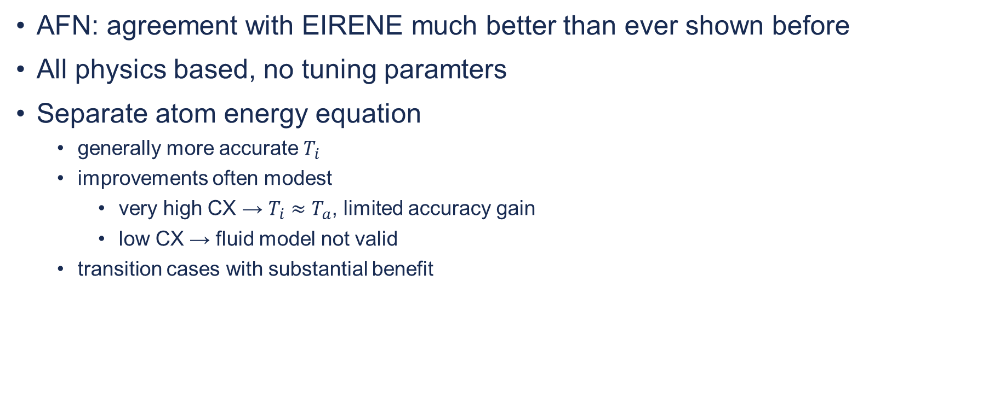 • AFN: agreement with EIRENE much better than ever shown before
• All physics based, no tuning paramters
• Separate atom energy equation
• generally more accurate T_i
• improvements often modest
• very high CX → T_i ≈ T_a, limited accuracy gain
• low CX → fluid model not valid
• transition cases with substantial benefit